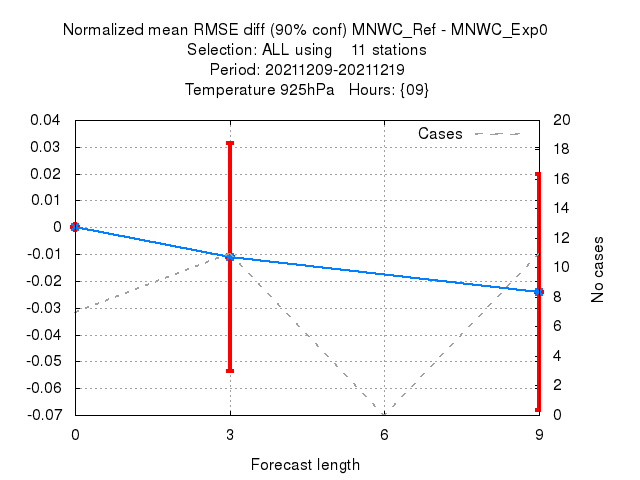 Normalized mean RMSE diff (90% conf) MNWC_Ref - MNWC_Exp0
Selection: ALL using    11 stations
Period: 20211209-20211219
Temperature 925hPa   Hours: {09}
Cases
0.04
0.03
0.02
0.01
0
-0.01
-0.02
-0.03
-0.04
-0.05
-0.06
-0.07
20
18
16
14
12
10
8
6
4
2
0
No cases
0 3 6 9
Forecast length